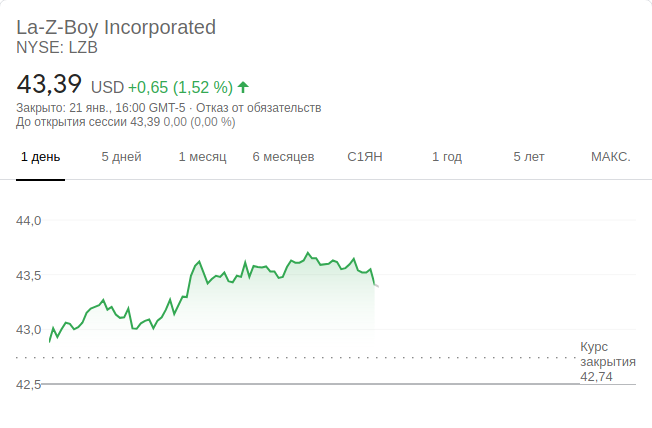 La-Z-Boy Incorporated
NYSE: LZB
43,39 USD +0,65 (1,52 %)
Закрыто: 21 янв., 16:00 GMT-5 · Отказ от обязательств
До открытия сессии 43,39 0,00 (0,00 %)
1 день 5 дней 1 месяц 6 месяцев С1ЯН 1 год 5 лет МАКС.
44,0
43,5
43,0
Курс
закрытия
42,74
42,5